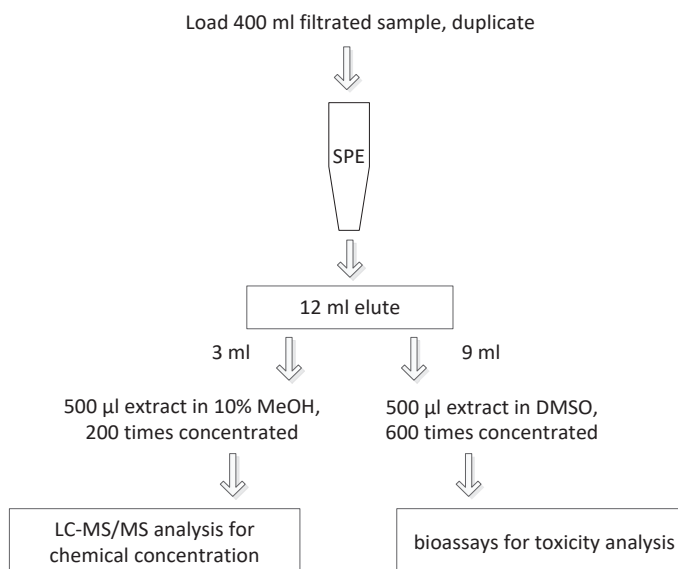 Load 400 ml filtrated sample, duplicate
SPE
12 ml elute
3 ml
9 ml
500 µl extract in 10% MeOH,
200 times concentrated
500 µl extract in DMSO,
600 times concentrated
LC-MS/MS analysis for
chemical concentration
bioassays for toxicity analysis